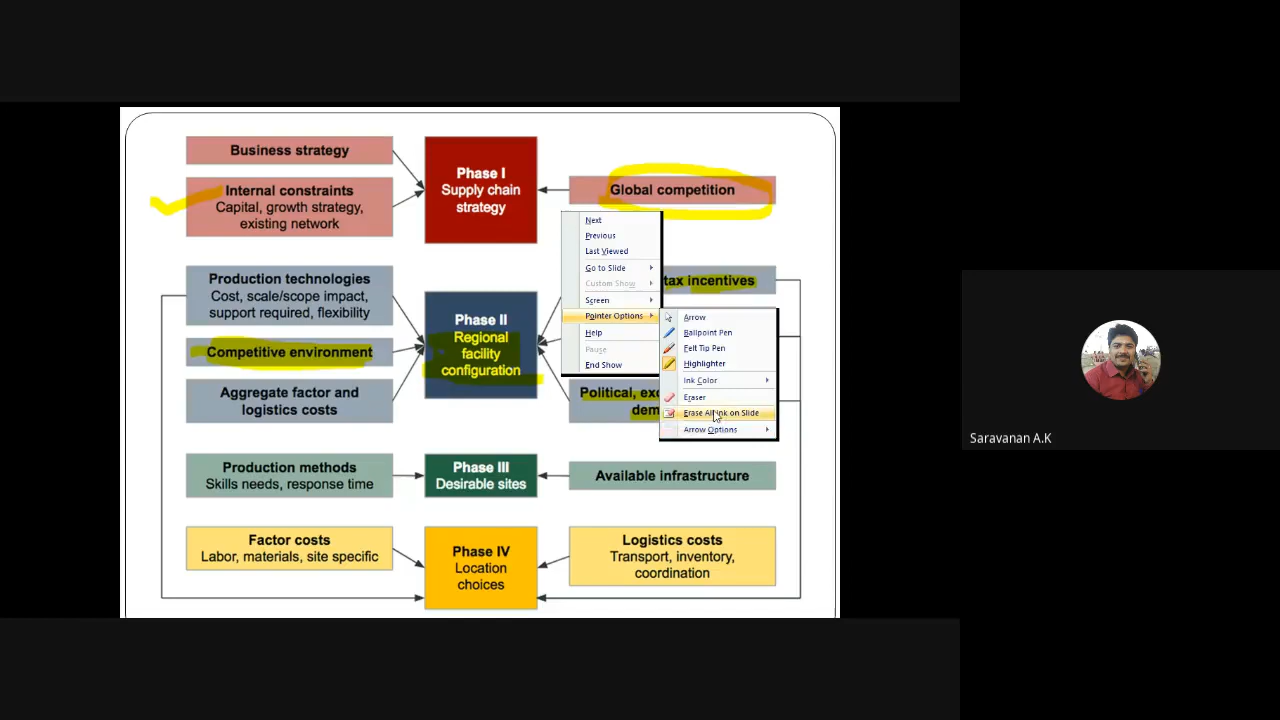 Business strategy
Internal constraints
Capital, growth strategy,
existing network
Phase I
Supply chain
strategy
Global competition
Production technologies
Cost, scale/scope impact,
support required, flexibility
Competitive environment
Aggregate factor and
logistics costs
Phase II
Regional
facility
configuration
tax incentives
Political,
Next
Previous
Last Viewed
Go to Slide
Custom Show
Screen
Pointer Options
Help
Pause
End Show
Arrow
Ballpoint Pen
Felt Tip Pen
Highlighter
Ink Color
Eraser
Erase All Ink on Slide
Arrow Options
Production methods
Skills needs, response time
Phase III
Desirable sites
Available infrastructure
Factor costs
Labor, materials, site specific
Phase IV
Location
choices
Logistics costs
Transport, inventory,
coordination
Saravanan A.K